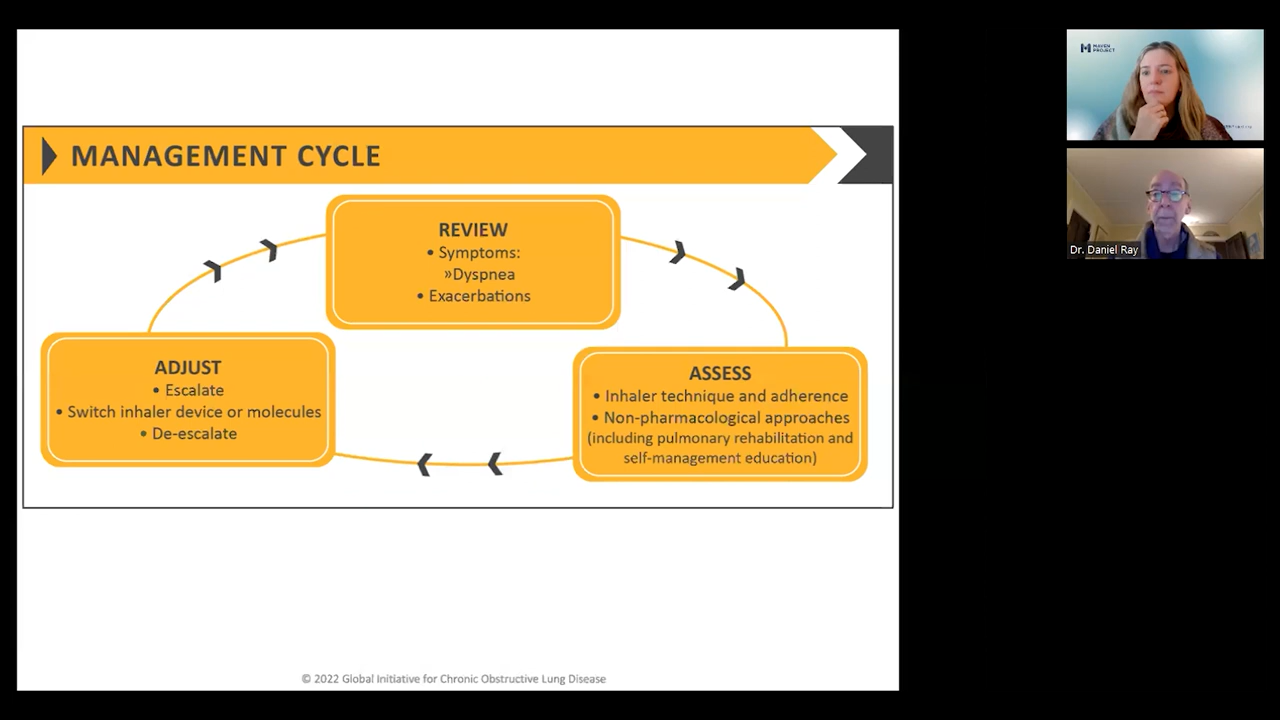 MANAGEMENT CYCLE
REVIEW
• Symptoms:
»Dyspnea
• Exacerbations
ADJUST
• Escalate
• Switch inhaler device or molecules
• De-escalate
ASSESS
• Inhaler technique and adherence
• Non-pharmacological approaches
(including pulmonary rehabilitation and
self-management education)
© 2022 Global Initiative for Chronic Obstructive Lung Disease
MAVEN
PROJECT
Dr. Daniel Ray